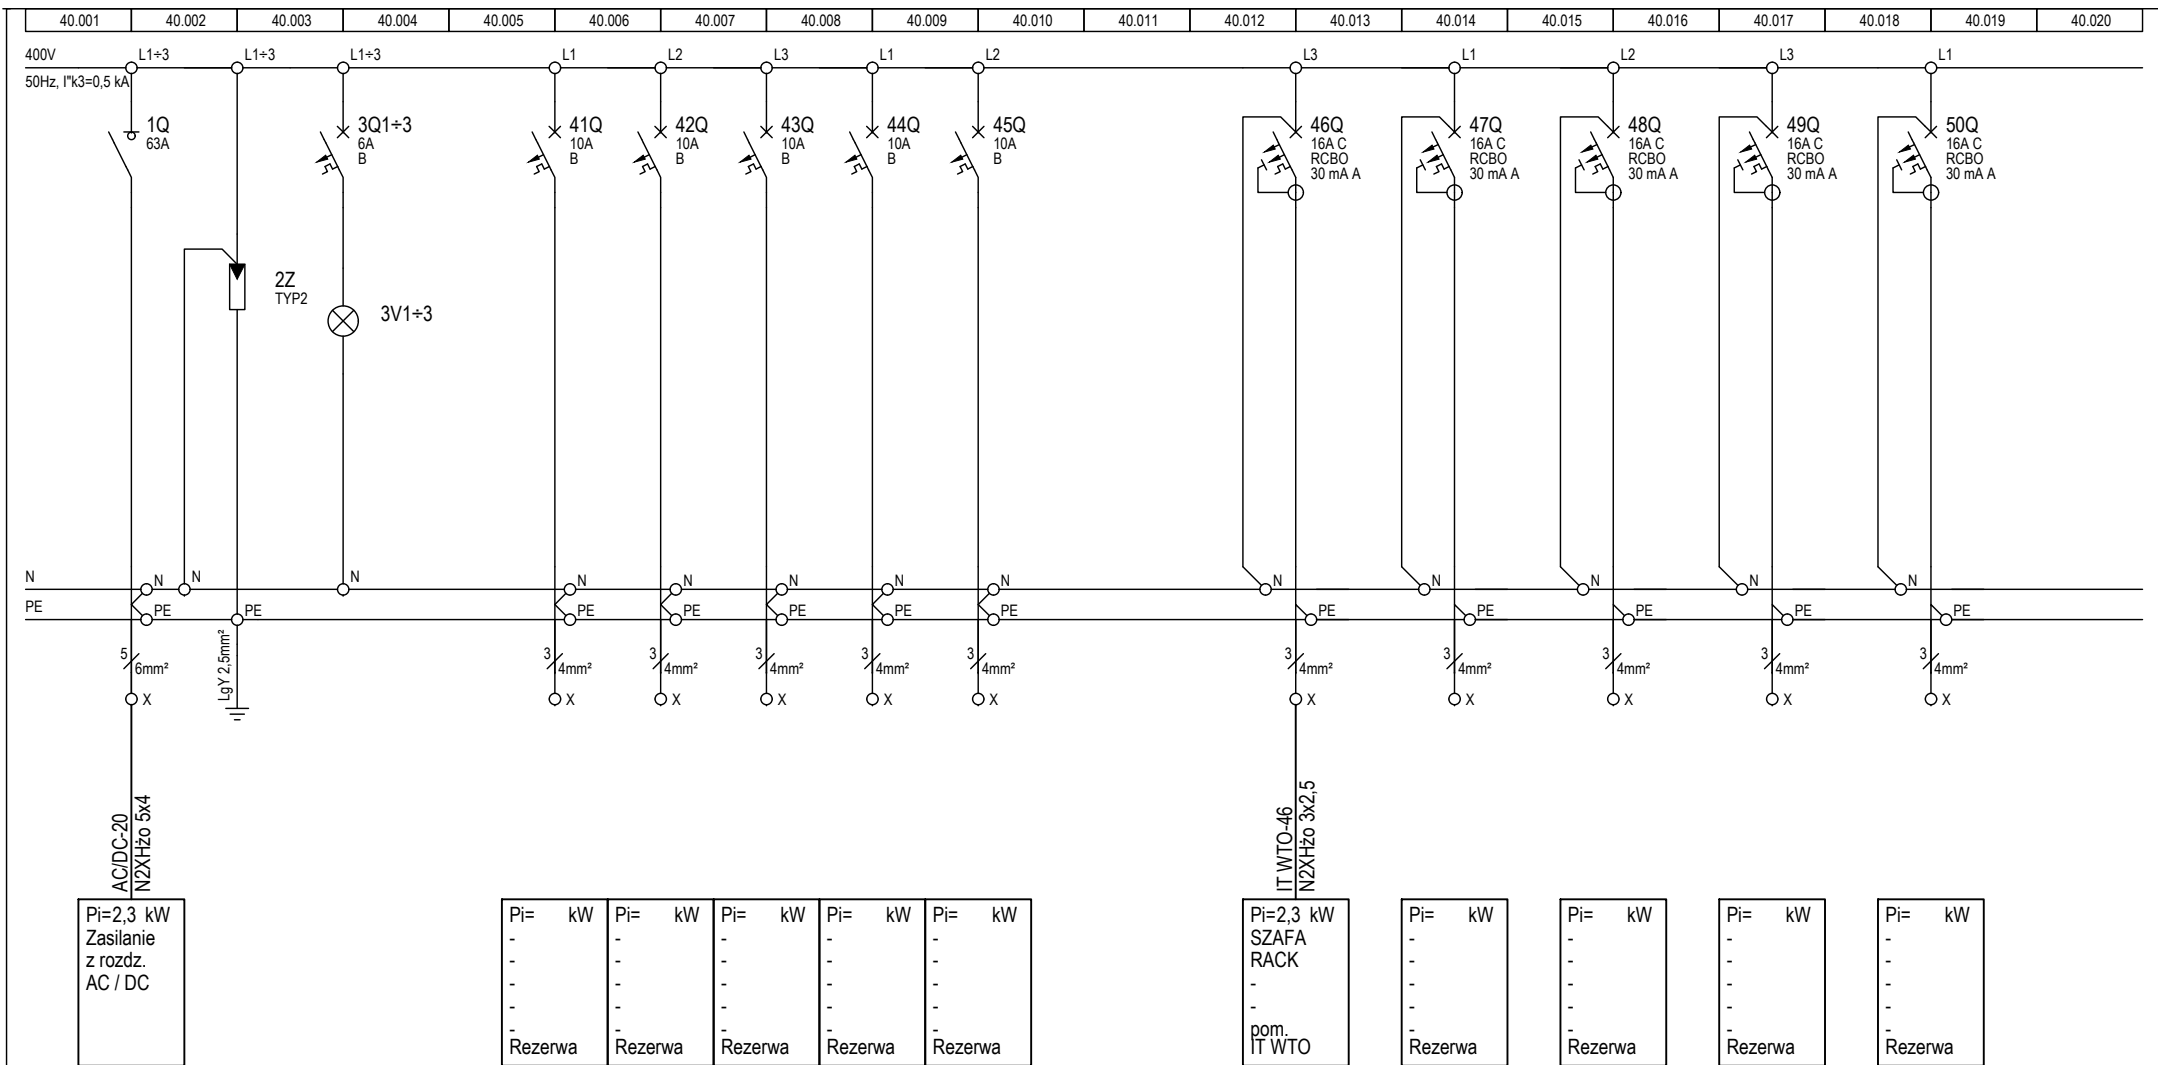 40.001 40.002 40.003 40.004 40.005 40.006 40.007 40.008 40.009 40.010 40.011 40.012 40.013 40.014 40.015 40.016 40.017 40.018 40.019 40.020
400V L1÷3 L1÷3 L1÷3 L1 L2 L3 L1 L2 L3 L1 L2 L3 L1
50Hz, I"k3=0,5 kA
1Q
63A
2Z
TYP2
3Q1÷3
6A
B
3V1÷3
41Q
10A
B
42Q
10A
B
43Q
10A
B
44Q
10A
B
45Q
10A
B
46Q
16A C
RCBO
30 mA A
47Q
16A C
RCBO
30 mA A
48Q
16A C
RCBO
30 mA A
49Q
16A C
RCBO
30 mA A
50Q
16A C
RCBO
30 mA A
N N N N N N N N N N N N N N
PE PE PE PE PE PE PE PE PE PE PE PE PE
5 6mm² 3 4mm² 3 4mm² 3 4mm² 3 4mm² 3 4mm² 3 4mm² 3 4mm² 3 4mm² 3 4mm² 3 4mm²
LgY 2,5mm²
X X X X X X X X X X X
AC/DC-20
N2XHżo 5x4
IT WTO-46
N2XHżo 3x2,5
Pi=2,3 kW
Zasilanie
z rozdz.
AC / DC
Pi= kW
-
-
-
-
-
Rezerwa
Pi= kW
-
-
-
-
-
Rezerwa
Pi= kW
-
-
-
-
-
Rezerwa
Pi= kW
-
-
-
-
-
Rezerwa
Pi= kW
-
-
-
-
-
Rezerwa
Pi=2,3 kW
SZAFA
RACK
-
-
pom.
IT WTO
Pi= kW
-
-
-
-
-
Rezerwa
Pi= kW
-
-
-
-
-
Rezerwa
Pi= kW
-
-
-
-
-
Rezerwa
Pi= kW
-
-
-
-
-
Rezerwa